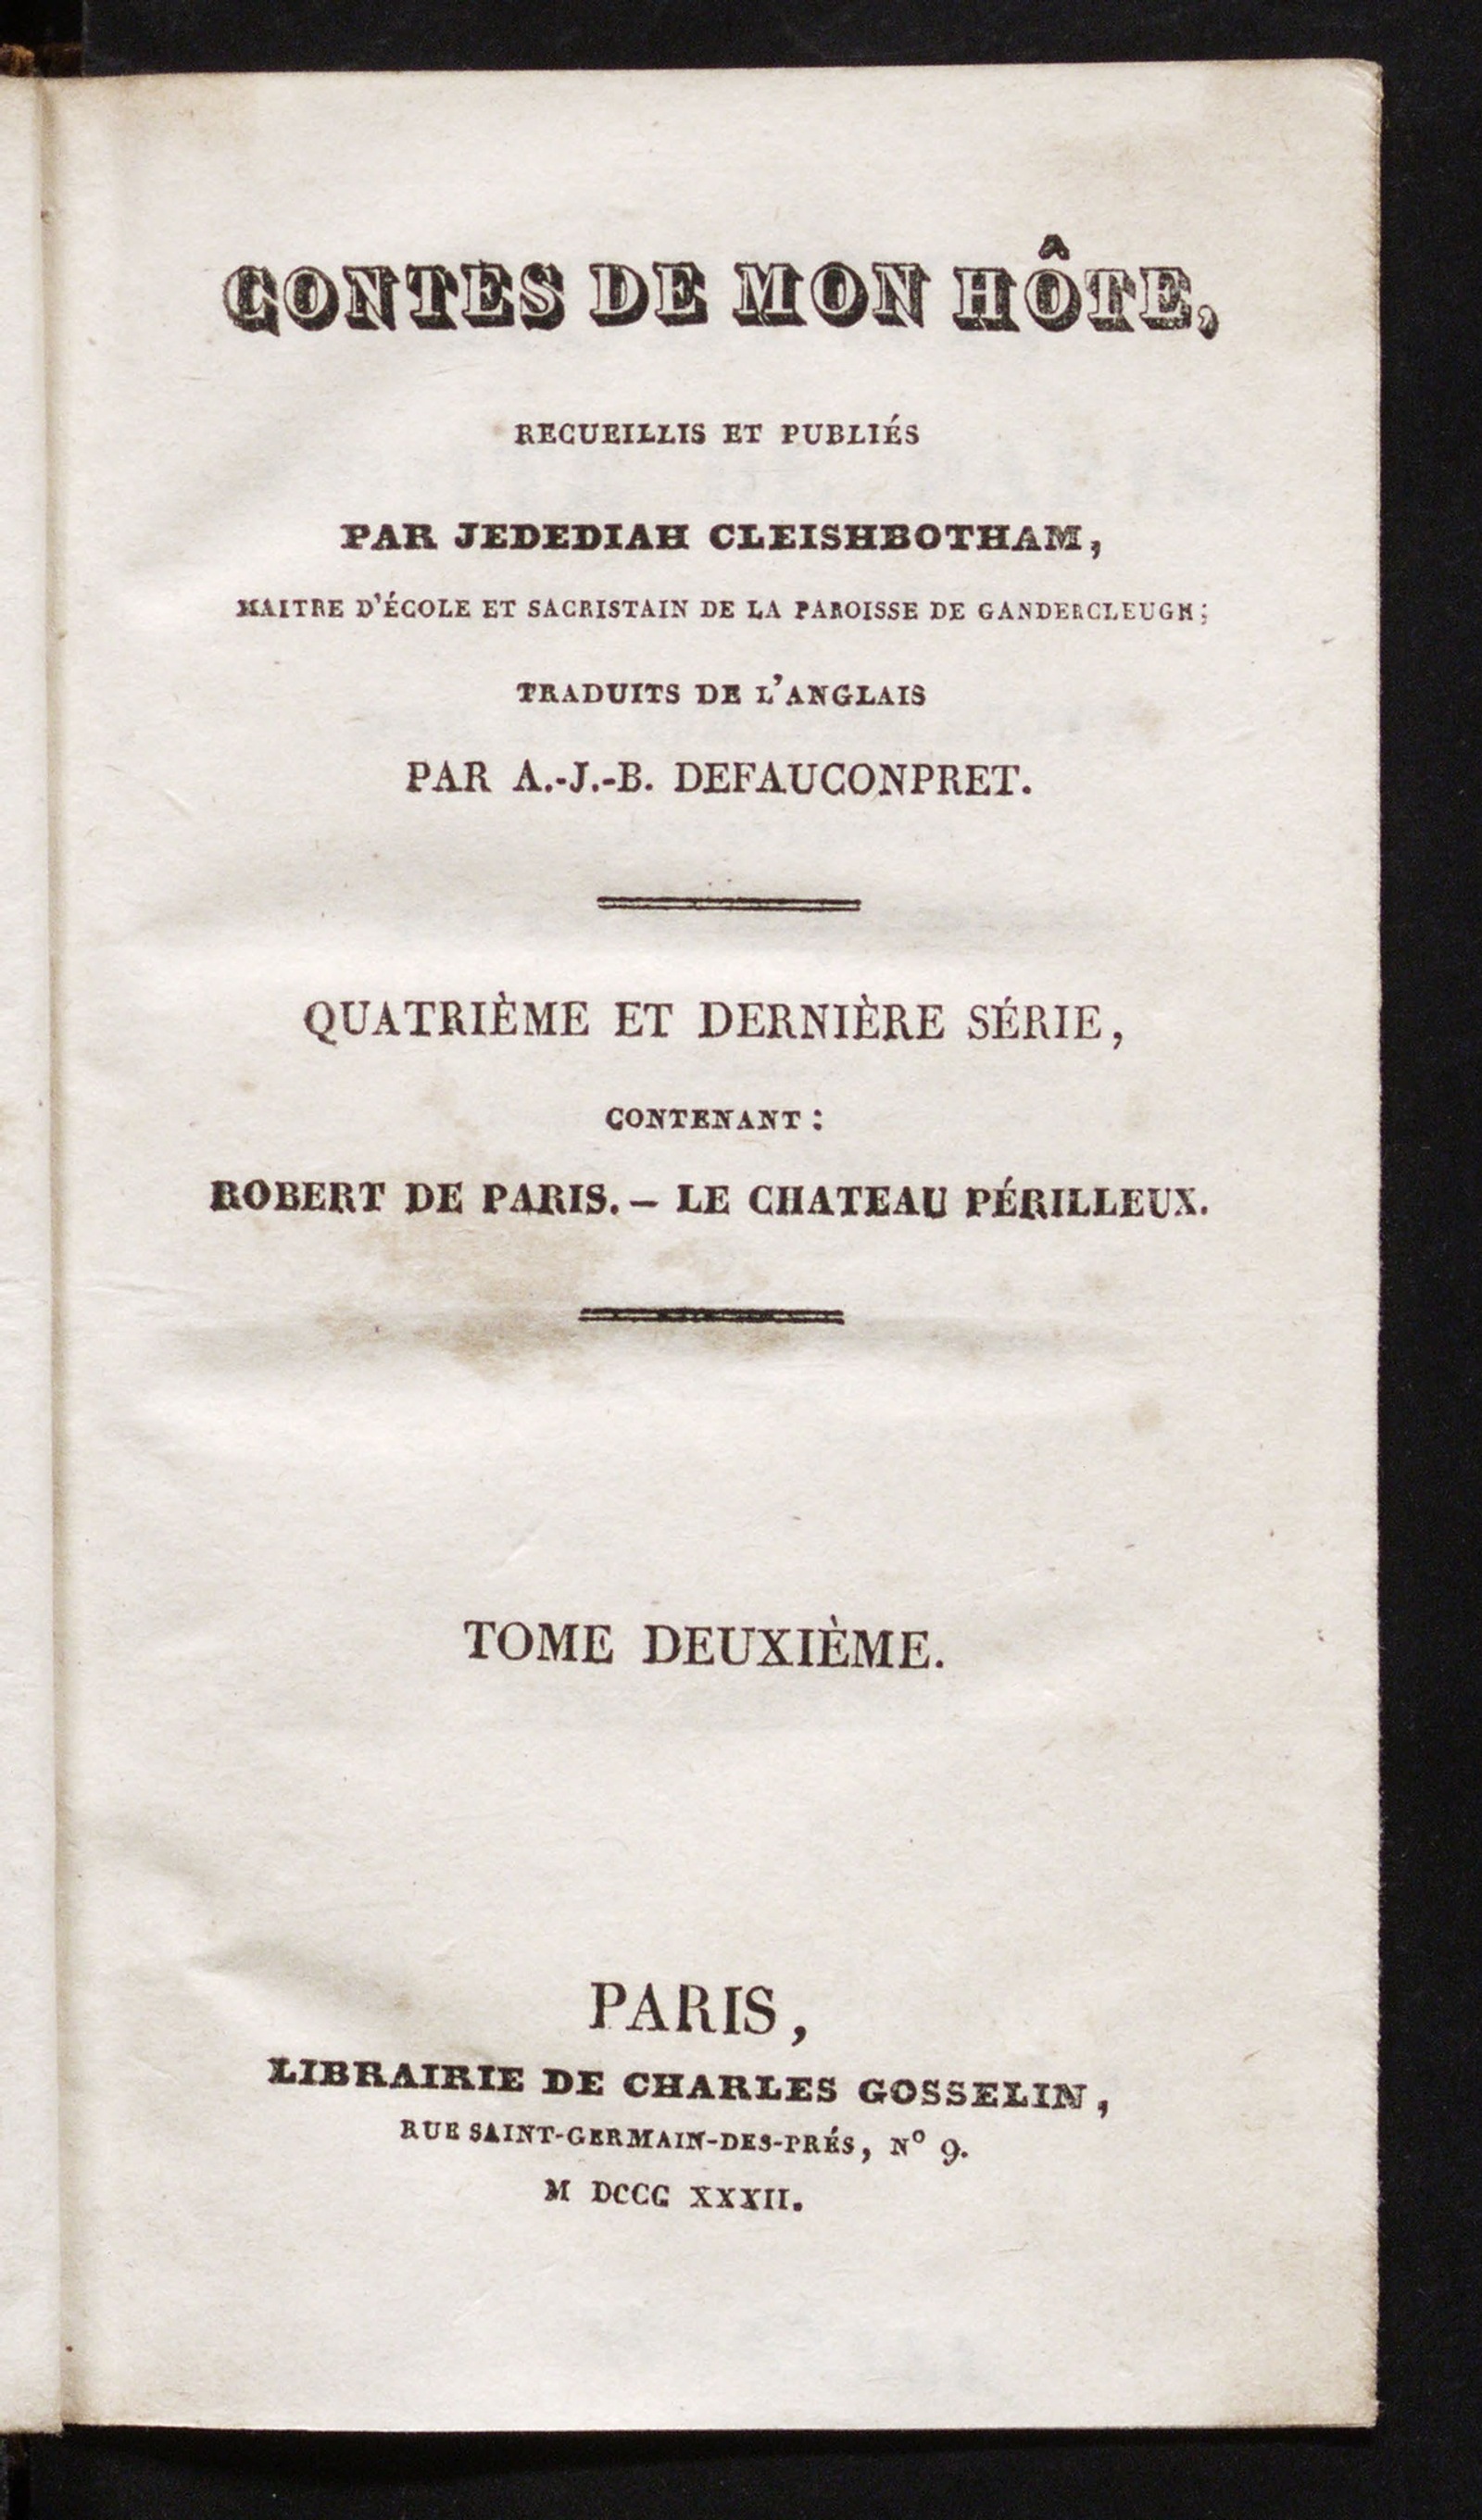 CONTES DE MON HÔTE,
RECUEILLIS ET PUBLIÉS
PAR JEDEDIAH CLEISHBOTHAM,
MAITRE D'ÉCOLE ET SACRISTAIN DE LA PAROISSE DE GANDERCLEUGH;
TRADUITS DE L'ANGLAIS
PAR A.-J.-B. DEFAUCONPRET.
QUATRIÈME ET DERNIÈRE SÉRIE,
CONTENANT:
ROBERT DE PARIS. – LE CHATEAU PÉRILLEUX.
TOME DEUXIÈME.
PARIS,
LIBRAIRIE DE CHARLES GOSSELIN,
RUE SAINT-GERMAIN-DES-PRÉS, N° 9.
M DCCC XXXII.